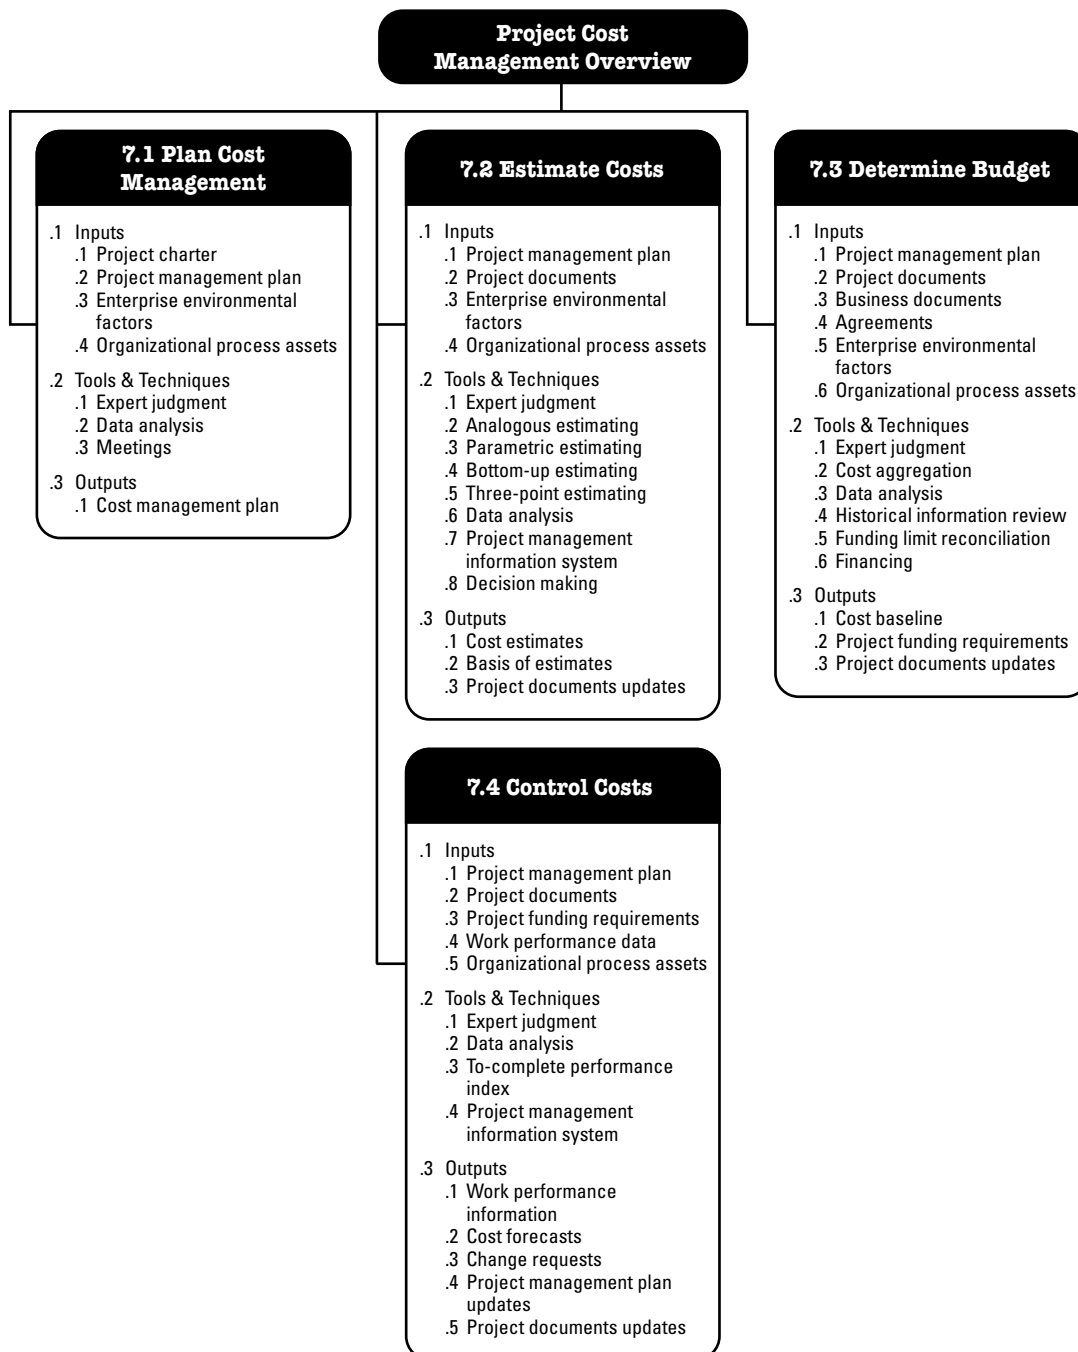 Project Cost
Management Overview
7.1 Plan Cost
Management
.1 Inputs
.1 Project charter
.2 Project management plan
.3 Enterprise environmental
factors
.4 Organizational process assets
.2 Tools & Techniques
.1 Expert judgment
.2 Data analysis
.3 Meetings
.3 Outputs
.1 Cost management plan
7.2 Estimate Costs
.1 Inputs
.1 Project management plan
.2 Project documents
.3 Enterprise environmental
factors
.4 Organizational process assets
.2 Tools & Techniques
.1 Expert judgment
.2 Analogous estimating
.3 Parametric estimating
.4 Bottom-up estimating
.5 Three-point estimating
.6 Data analysis
.7 Project management
information system
.8 Decision making
.3 Outputs
.1 Cost estimates
.2 Basis of estimates
.3 Project documents updates
7.3 Determine Budget
.1 Inputs
.1 Project management plan
.2 Project documents
.3 Business documents
.4 Agreements
.5 Enterprise environmental
factors
.6 Organizational process assets
.2 Tools & Techniques
.1 Expert judgment
.2 Cost aggregation
.3 Data analysis
.4 Historical information review
.5 Funding limit reconciliation
.6 Financing
.3 Outputs
.1 Cost baseline
.2 Project funding requirements
.3 Project documents updates
7.4 Control Costs
.1 Inputs
.1 Project management plan
.2 Project documents
.3 Project funding requirements
.4 Work performance data
.5 Organizational process assets
.2 Tools & Techniques
.1 Expert judgment
.2 Data analysis
.3 To-complete performance
index
.4 Project management
information system
.3 Outputs
.1 Work performance
information
.2 Cost forecasts
.3 Change requests
.4 Project management plan
updates
.5 Project documents updates